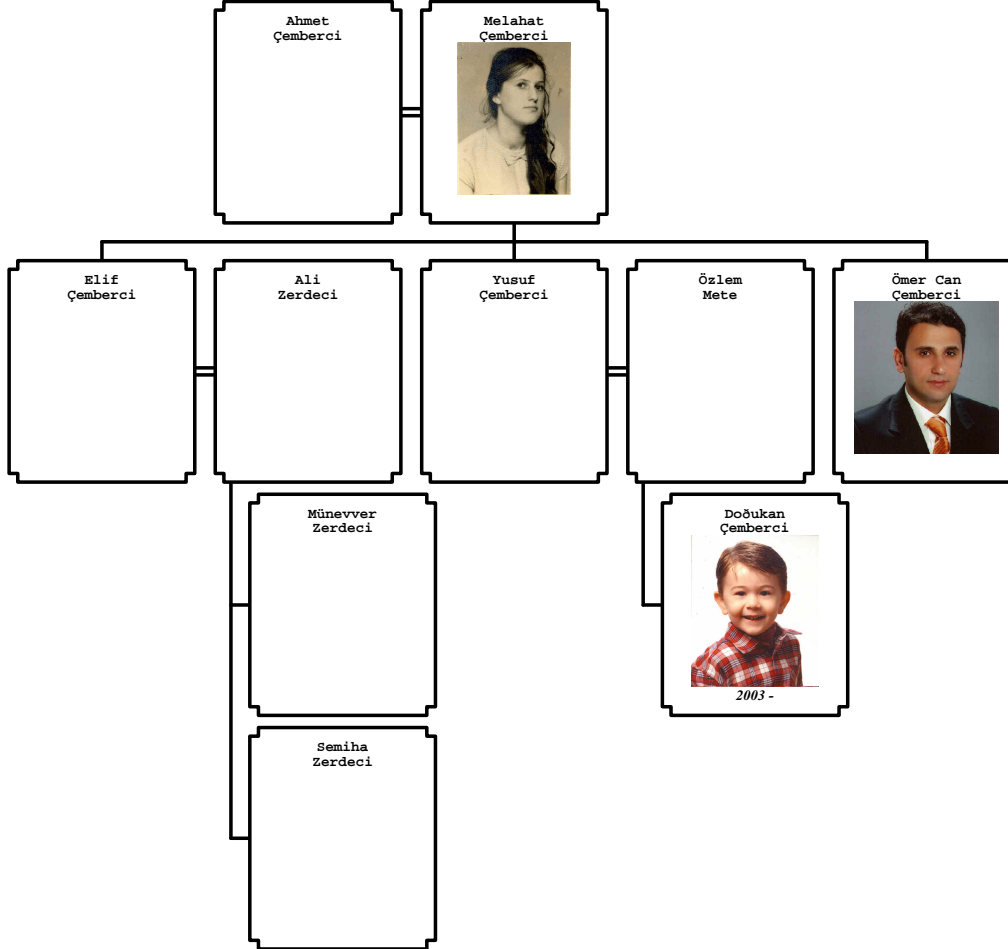 Ahmet
Çemberci
Melahat
Çemberci
Elif
Çemberci
Ali
Zerdeci
Yusuf
Çemberci
Özlem
Mete
Ömer Can
Çemberci
Münevver
Zerdeci
Doðukan
Çemberci
2003 -
Semiha
Zerdeci